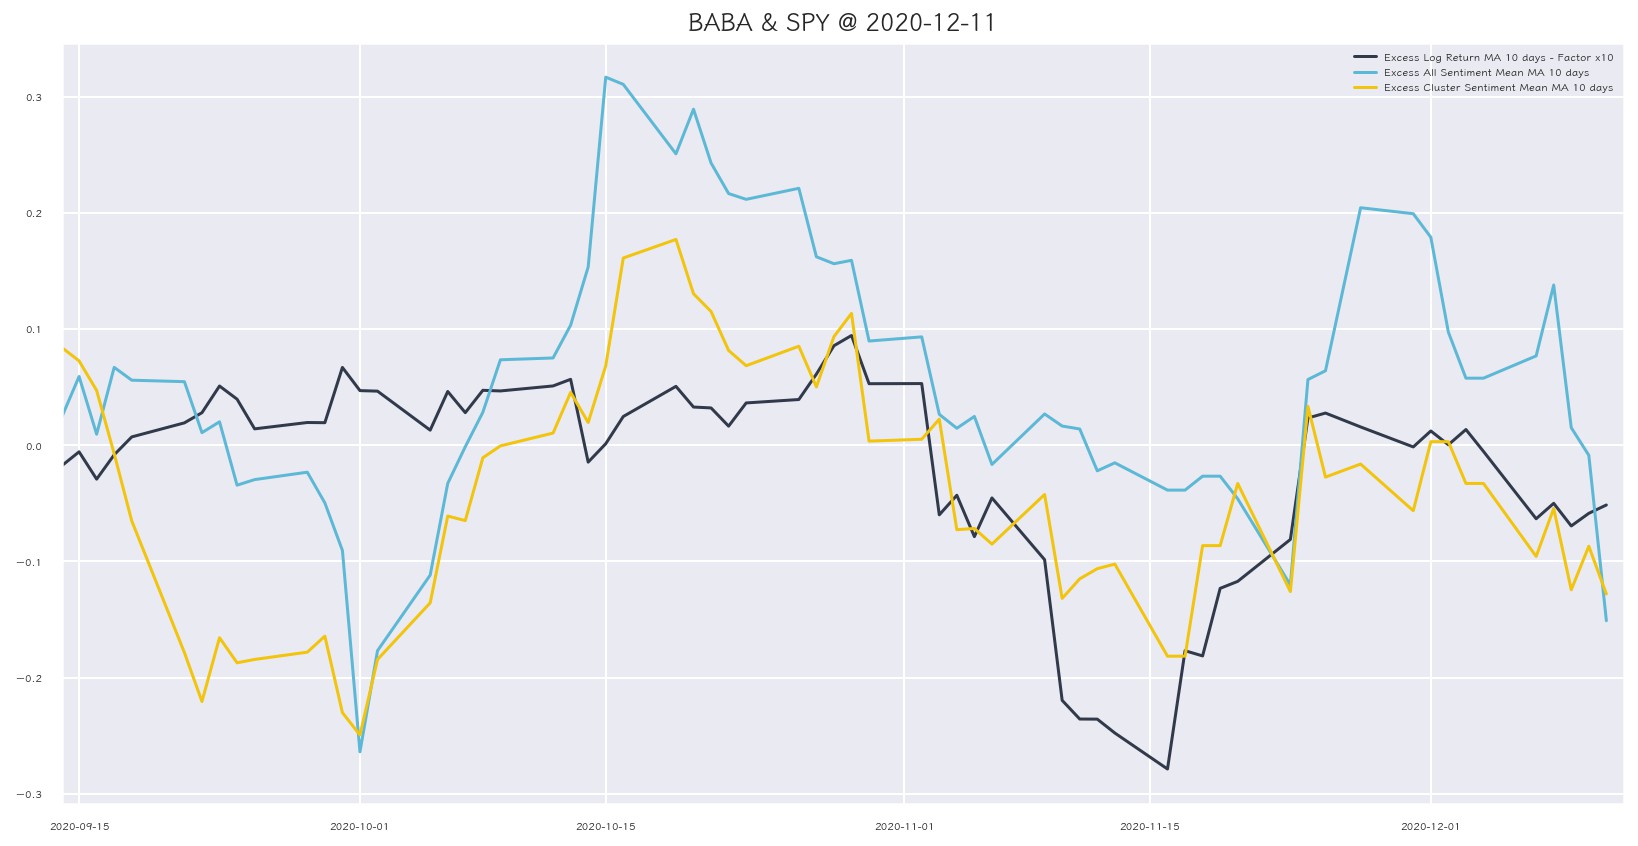 BABA & SPY @ 2020-12-11
Excess Log Return MA 10 days - Factor x10
Excess All Sentiment Mean MA 10 days
Excess Cluster Sentiment Mean MA 10 days
0.3
0.2
0.1
0.0
−0.1
−0.2
−0.3
2020-09-15 2020-10-01 2020-10-15 2020-11-01 2020-11-15 2020-12-01